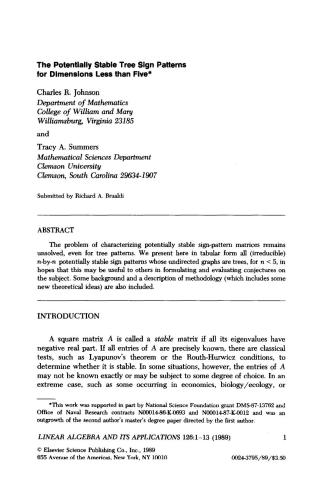 The Potentially Stable Tree Sign Patterns
for Dimensions Less than Five*
Charles R. Johnson
Department of Mathematics
College of William and Mary
Williamsburg, Virginia 23185
and
Tracy A. Summers
Mathematical Sciences Department
Clemson University
Clemson, South Carolina 29634-1907
Submitted by Richard A. Brualdi
ABSTRACT
The problem of characterizing potentially stable sign-pattern matrices remains
unsolved, even for tree patterns. We present here in tabular form all (irreducible)
n-by-n potentially stable sign patterns whose undirected graphs are trees, for n < 5, in
hopes that this may be useful to others in formulating and evaluating conjectures on
the subject. Some background and a description of methodology (which includes some
new theoretical ideas) are also included.
INTRODUCTION
A square matrix A is called a stable matrix if all its eigenvalues have
negative real part. If all entries of A are precisely known, there are classical
tests, such as Lyapunov's theorem or the Routh-Hurwicz conditions, to
determine whether it is stable. In some situations, however, the entries of A
may not be known exactly or may be subject to some degree of choice. In an
extreme case, such as some occurring in economics, biology/ecology, or
*This work was supported in part by National Science Foundation grant DMS-87-13762 and
Office of Naval Research contracts N00014-86-K-0693 and N00014-87-K-0012 and was an
outgrowth of the second author's master's degree paper directed by the first author.
LINEAR ALGEBRA AND ITS APPLICATIONS 126:1-13 (1989) 1
© Elsevier Science Publishing Co., Inc., 1989
655 Avenue of the Americas, New York, NY 10010 0024-3795/89/$3.50